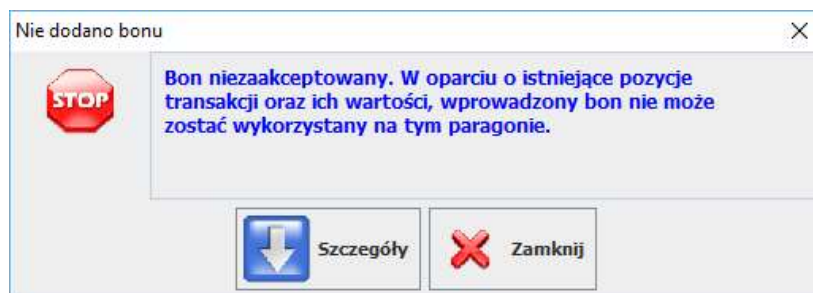 Nie dodano bonu
STOP
Bon niezaakceptowany. W oparciu o istniejące pozycje
transakcji oraz ich wartości, wprowadzony bon nie może
zostać wykorzystany na tym paragonie.
Szczegóły
Zamknij